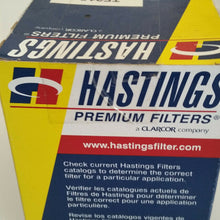 HASTINGS
PREMIUM FILTERS
HASTINGS
PREMIUM FILTERS®
a CLARCOR company
www.hastingsfilter.com
Check current Hastings Filters
catalogs to determine the correct
filter for a particular application.
Vérifier les catalogues actuels de
Filtres de Hastings pour déterminer
le filtre correct pour une application
particulière.
Revise los catálogos vigentes de